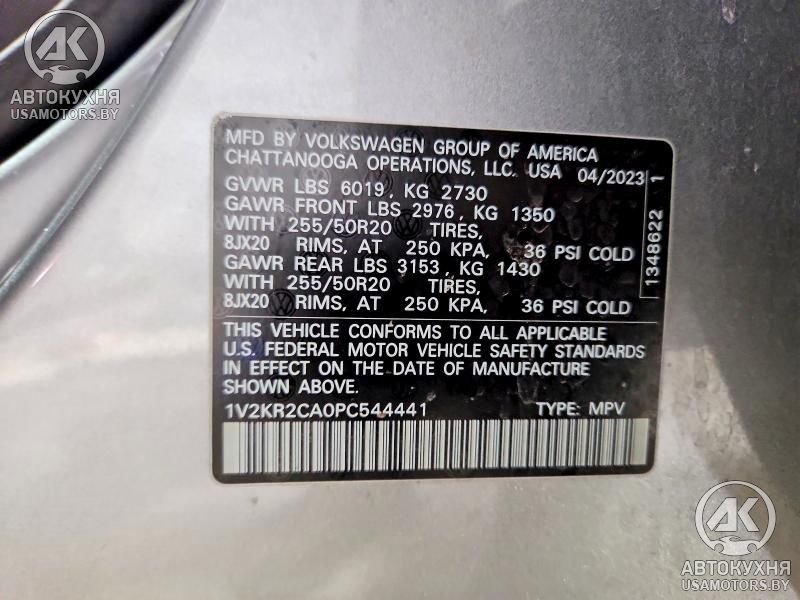 AK
АВТОКУХНЯ
USAMOTORS.BY
MFD BY VOLKSWAGEN GROUP OF AMERICA
CHATTANOOGA OPERATIONS, LLC. USA 04/2023
GVWR LBS 6019, KG 2730
GAWR FRONT LBS 2976, KG 1350
WITH 255/50R20 TIRES,
8JX20 RIMS, AT 250 KPA, 36 PSI COLD
GAWR REAR LBS 3153, KG 1430
WITH 255/50R20 TIRES,
8JX20 RIMS, AT 250 KPA, 36 PSI COLD
1348622 1
THIS VEHICLE CONFORMS TO ALL APPLICABLE
U.S. FEDERAL MOTOR VEHICLE SAFETY STANDARDS
IN EFFECT ON THE DATE OF MANUFACTURE
SHOWN ABOVE.
1V2KR2CA0PC544441 TYPE: MPV
AK
АВТОКУХНЯ
USAMOTORS.BY